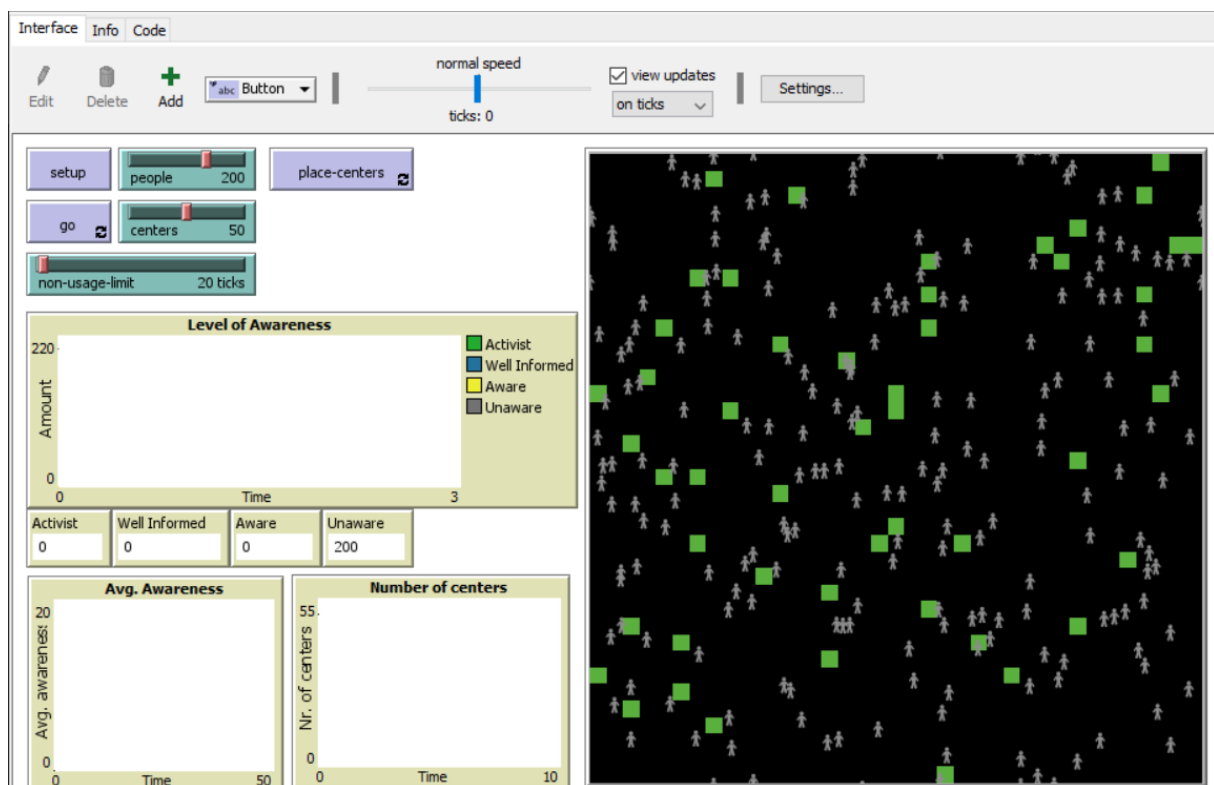 Interface Info Code
normal speed
Edit Delete Add abc Button
view updates
on ticks
Settings...
ticks: 0
setup people 200 place-centers
go centers 50
non-usage-limit 20 ticks
Level of Awareness
220
Amount
0
0 Time 3
Activist
Well Informed
Aware
Unaware
Activist Well Informed Aware Unaware
0 0 0 200
Avg. Awareness
20
Avg. awareness
0
0 Time 50
Number of centers
55
Nr. of centers
0
0 Time 10